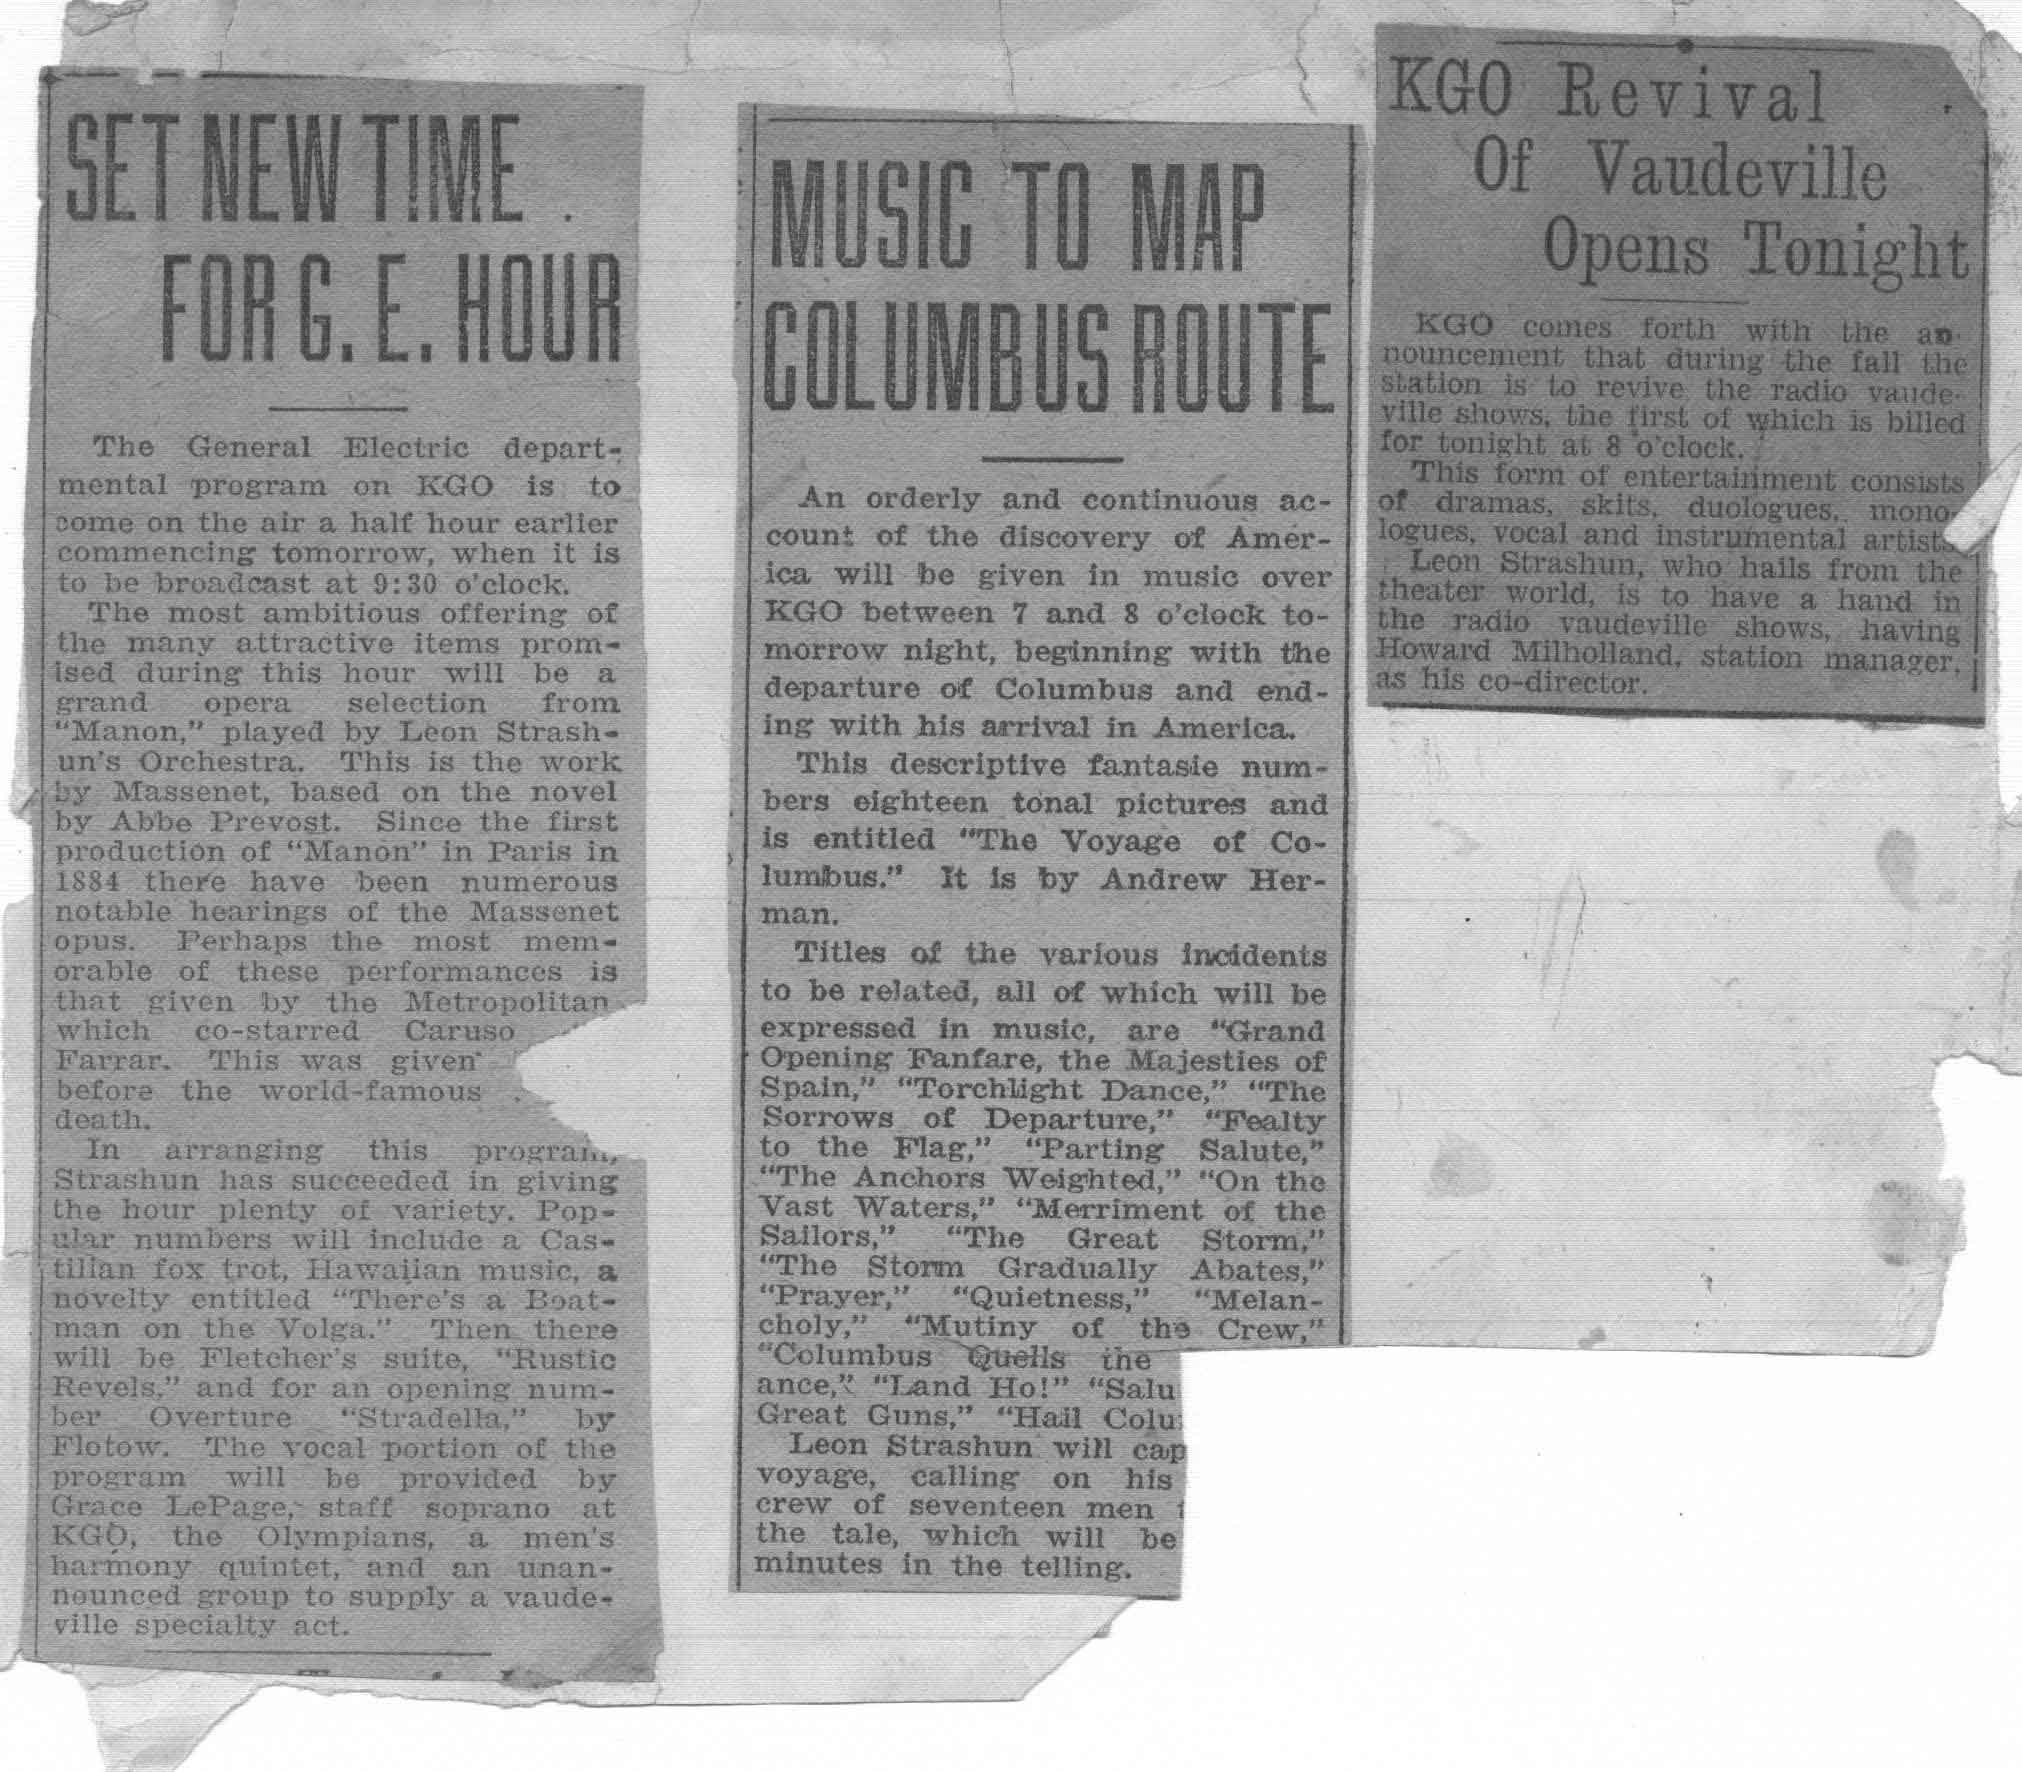 SET NEW TIME
FOR G. E. HOUR
The General Electric depart-
mental program on KGO is to
come on the air a half hour earlier
commencing tomorrow, when it is
to be broadcast at 9:30 o'clock.
The most ambitious offering of
the many attractive items prom-
ised during this hour will be a
grand opera selection from
"Manon," played by Leon Strash-
un's Orchestra. This is the work
by Massenet, based on the novel
by Abbe Prevost. Since the first
production of "Manon" in Paris in
1884 there have been numerous
notable hearings of the Massenet
opus. Perhaps the most mem-
orable of these performances is
that given by the Metropolitan
which co-starred Caruso
Farrar. This was given
before the world-famous
death.
In arranging this program,
Strashun has succeeded in giving
the hour plenty of variety. Pop-
ular numbers will include a Cas-
tilian fox trot, Hawaiian music, a
novelty entitled "There's a Boat-
man on the Volga." Then there
will be Fletcher's suite, "Rustic
Revels," and for an opening num-
ber Overture "Stradella," by
Flotow. The vocal portion of the
program will be provided by
Grace LePage, staff soprano at
KGO, the Olympians, a men's
harmony quintet, and an unan-
nounced group to supply a vaude-
ville specialty act.
MUSIC TO MAP
COLUMBUS ROUTE
An orderly and continuous ac-
count of the discovery of Amer-
ica will be given in music over
KGO between 7 and 8 o'clock to-
morrow night, beginning with the
departure of Columbus and end-
ing with his arrival in America.
This descriptive fantasie num-
bers eighteen tonal pictures and
is entitled "The Voyage of Co-
lumbus." It is by Andrew Her-
man.
Titles of the various incidents
to be related, all of which will be
expressed in music, are "Grand
Opening Fanfare, the Majesties of
Spain," "Torchlight Dance," "The
Sorrows of Departure," "Fealty
to the Flag," "Parting Salute,"
"The Anchors Weighted," "On the
Vast Waters," "Merriment of the
Sailors," "The Great Storm,"
"The Storm Gradually Abates,"
"Prayer," "Quietness," "Melan-
choly," "Mutiny of the Crew,"
"Columbus Quells the
ance," "Land Ho!" "Salu
Great Guns," "Hail Colu
Leon Strashun will cap
voyage, calling on his
crew of seventeen men
the tale, which will be
minutes in the telling.
KGO Revival
Of Vaudeville
Opens Tonight
KGO comes forth with the an-
nouncement that during the fall the
station is to revive the radio vaude-
ville shows, the first of which is billed
for tonight at 8 o'clock.
This form of entertainment consists
of dramas, skits, duologues, mono-
logues, vocal and instrumental artists.
Leon Strashun, who hails from the
theater world, is to have a hand in
the radio vaudeville shows, having
Howard Milholland, station manager,
as his co-director.